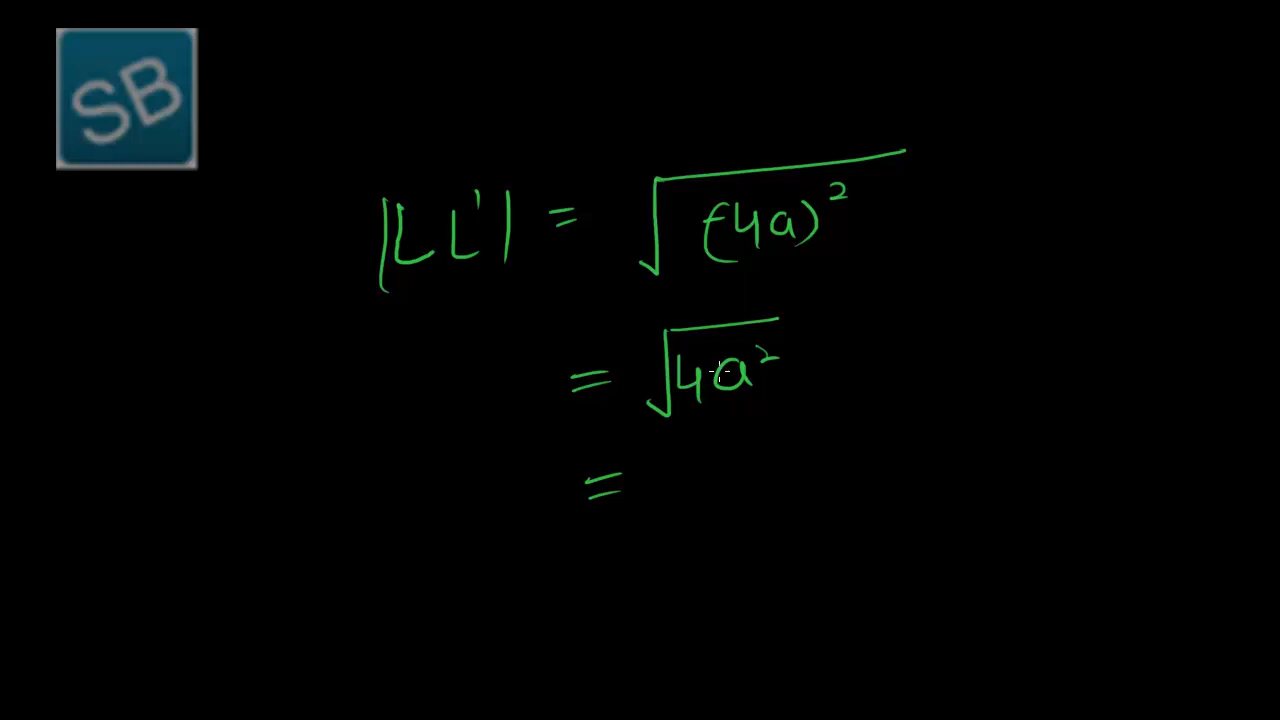 SB
|LL'| = √(-4a)²
= √4a²
=